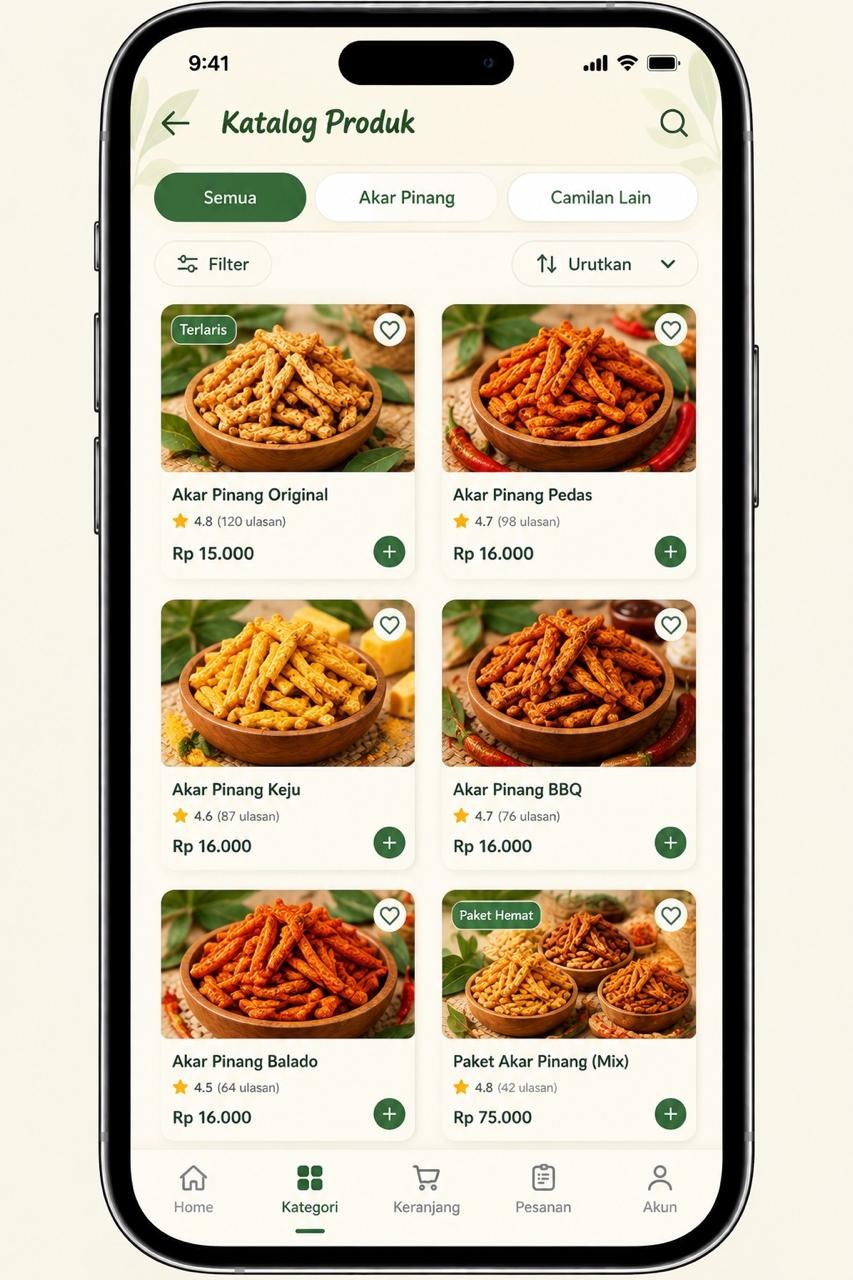 9:41
Katalog Produk
Semua
Akar Pinang
Camilan Lain
Filter
Urutkan
Terlaris
Akar Pinang Original
4.8 (120 ulasan)
Rp 15.000
Akar Pinang Pedas
4.7 (98 ulasan)
Rp 16.000
Akar Pinang Keju
4.6 (87 ulasan)
Rp 16.000
Akar Pinang BBQ
4.7 (76 ulasan)
Rp 16.000
Akar Pinang Balado
4.5 (64 ulasan)
Rp 16.000
Paket Hemat
Paket Akar Pinang (Mix)
4.8 (42 ulasan)
Rp 75.000
Home
Kategori
Keranjang
Pesanan
Akun